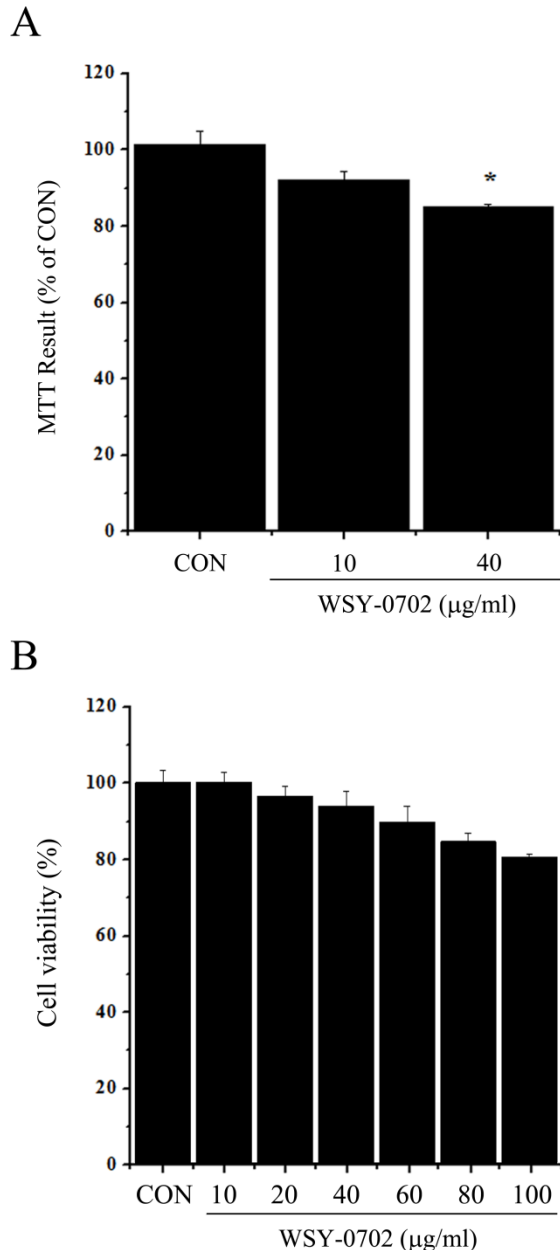 A
120
100
80
60
40
20
0
MTT Result (% of CON)
*
CON 10 40
WSY-0702 (μg/ml)
B
120
100
80
60
40
20
0
Cell viability (%)
CON 10 20 40 60 80 100
WSY-0702 (μg/ml)